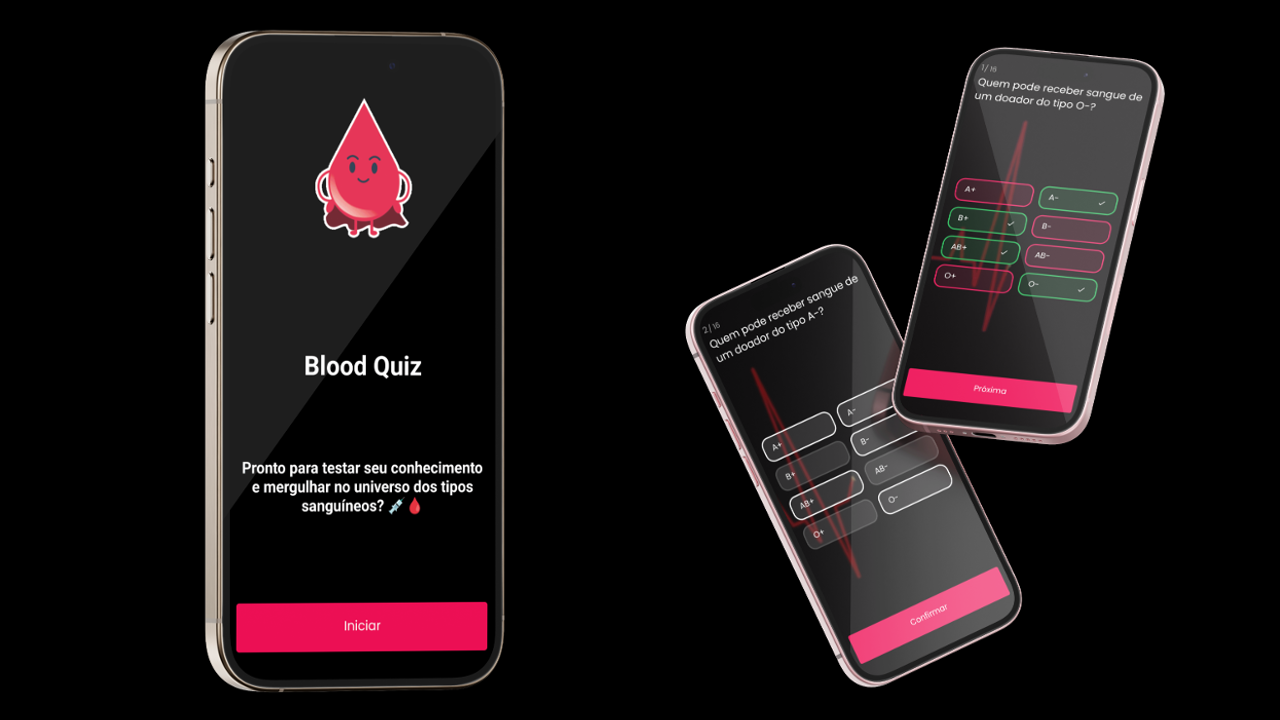 Blood Quiz
Pronto para testar seu conhecimento
e mergulhar no universo dos tipos
sanguíneos? 💉🩸
Iniciar
2/16
Quem pode receber sangue de
um doador do tipo A-?
A+
A-
B+
B-
AB+
AB-
O+
O-
Confirmar
1/16
Quem pode receber sangue de
um doador do tipo O-?
A+
A-
B+
B-
AB+
AB-
O+
O-
Próxima